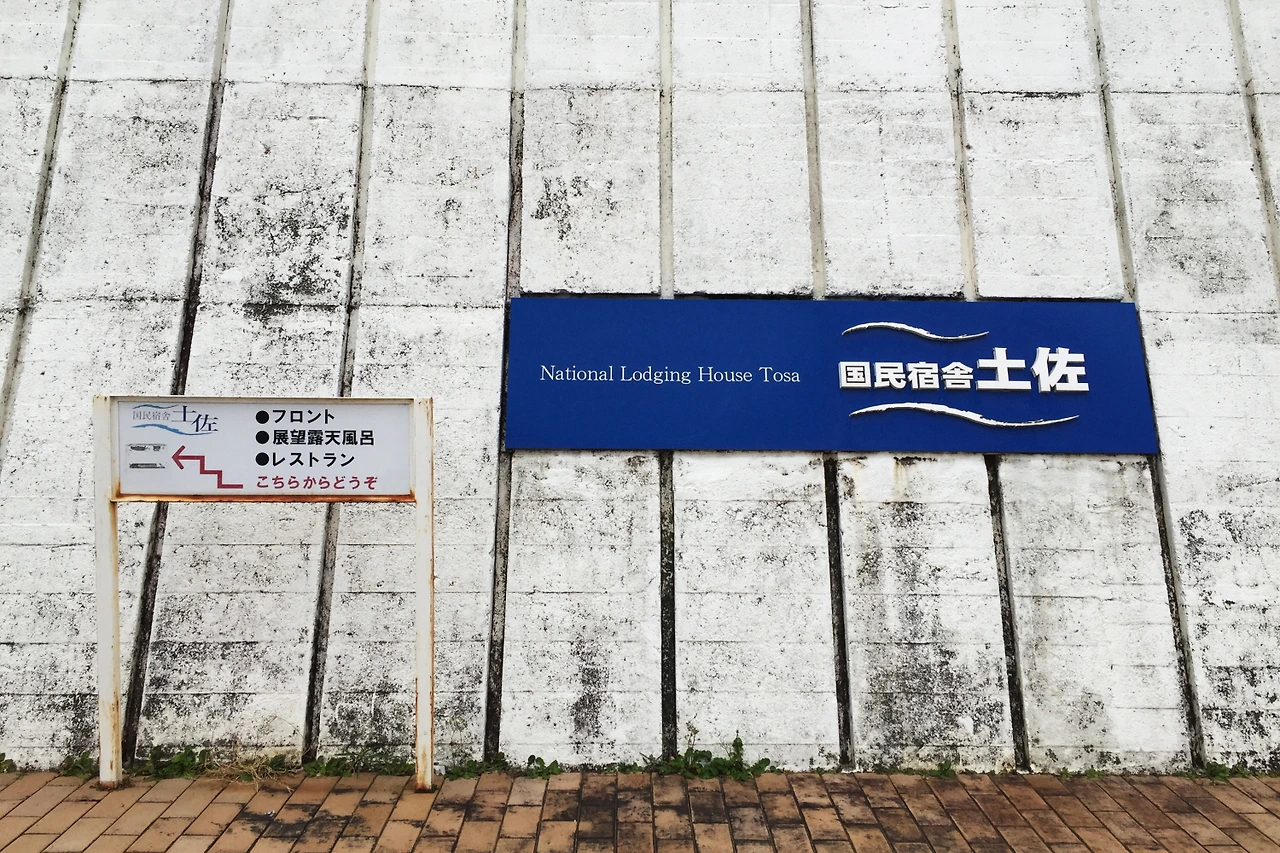 国民宿舎 土佐
●フロント
●展望露天風呂
●レストラン
こちらからどうぞ
National Lodging House Tosa
国民宿舎 土佐